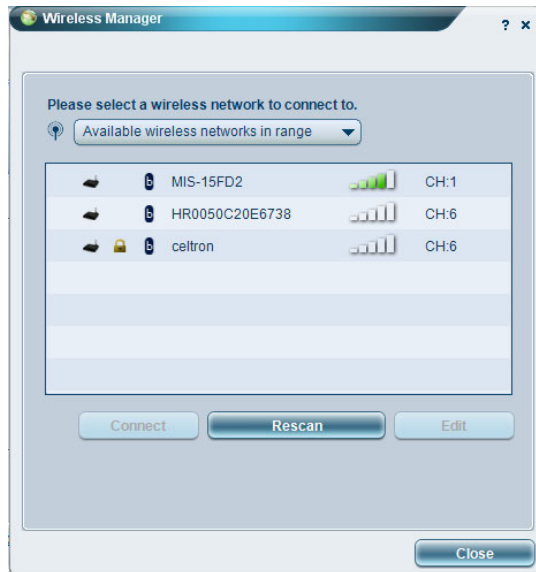 Wireless Manager
? ×
Please select a wireless network to connect to.
Available wireless networks in range
b MIS-15FD2 CH:1
b HR0050C20E6738 CH:6
b celtron CH:6
Connect Rescan Edit
Close